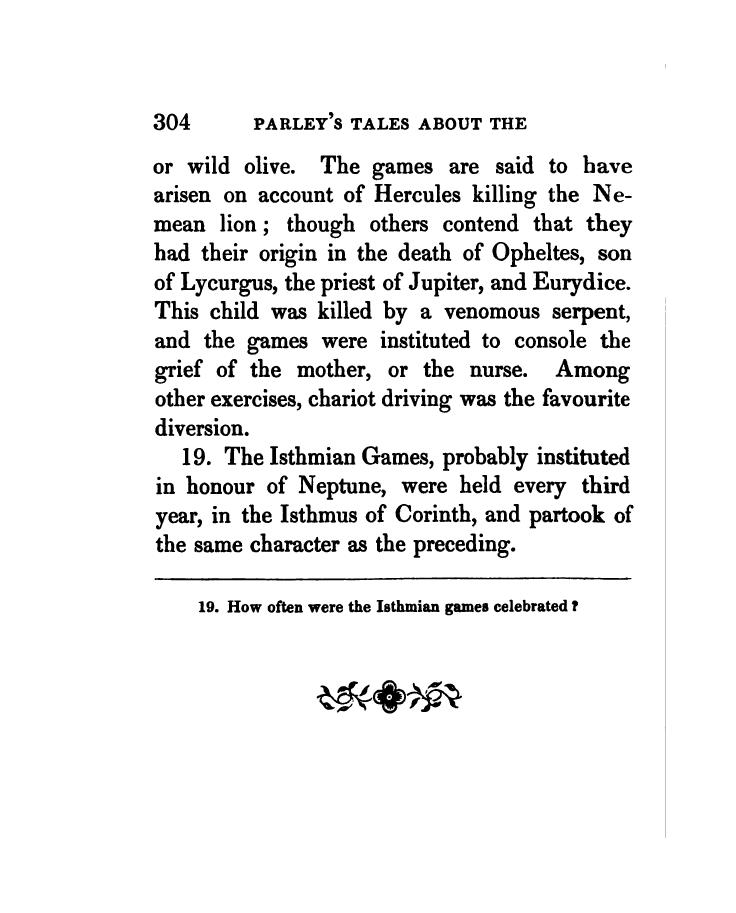 304 PARLEY'S TALES ABOUT THE
or wild olive. The games are said to have
arisen on account of Hercules killing the Ne-
mean lion; though others contend that they
had their origin in the death of Opheltes, son
of Lycurgus, the priest of Jupiter, and Eurydice.
This child was killed by a venomous serpent,
and the games were instituted to console the
grief of the mother, or the nurse. Among
other exercises, chariot driving was the favourite
diversion.
19. The Isthmian Games, probably instituted
in honour of Neptune, were held every third
year, in the Isthmus of Corinth, and partook of
the same character as the preceding.
19. How often were the Isthmian games celebrated?